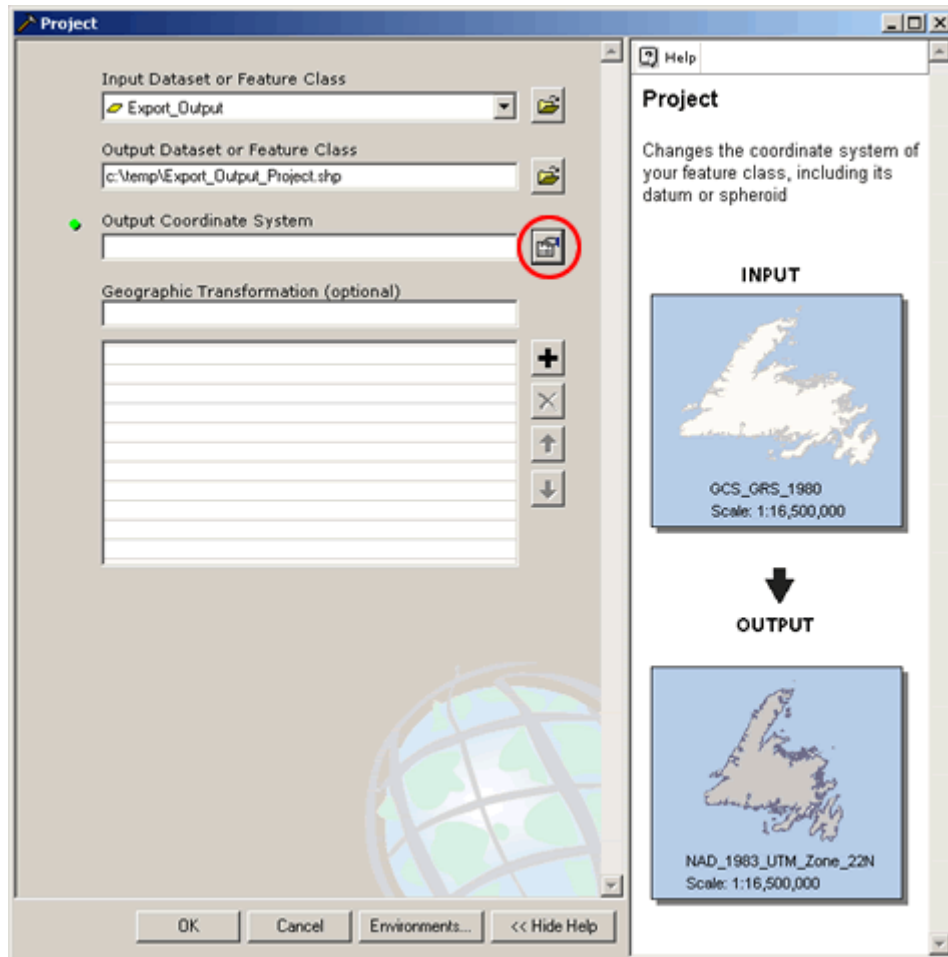 Project
Input Dataset or Feature Class
Export_Output
Output Dataset or Feature Class
c:\temp\Export_Output_Project.shp
Output Coordinate System
Geographic Transformation (optional)
OK
Cancel
Environments...
<< Hide Help
Help
Project
Changes the coordinate system of
your feature class, including its
datum or spheroid
INPUT
GCS_GRS_1980
Scale: 1:16,500,000
OUTPUT
NAD_1983_UTM_Zone_22N
Scale: 1:16,500,000